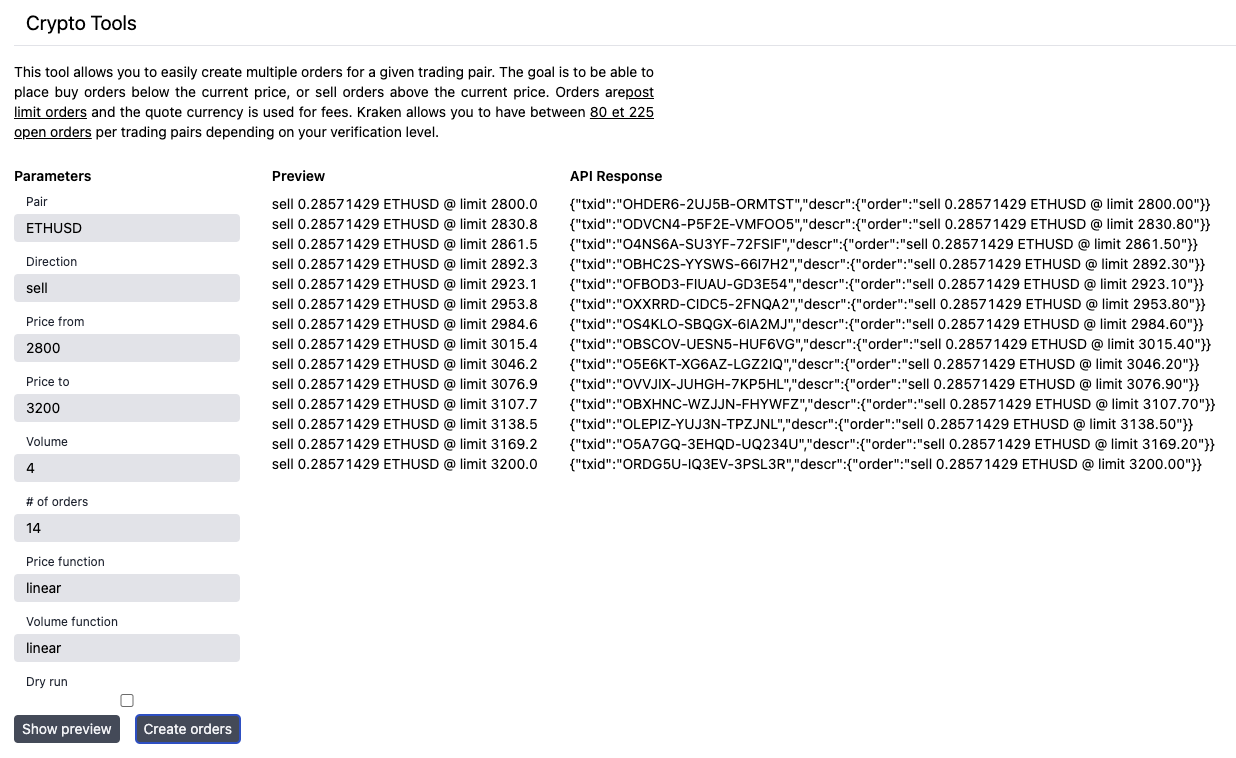 Crypto Tools
This tool allows you to easily create multiple orders for a given trading pair. The goal is to be able to
place buy orders below the current price, or sell orders above the current price. Orders arepost
limit orders and the quote currency is used for fees. Kraken allows you to have between 80 et 225
open orders per trading pairs depending on your verification level.
Parameters
Pair
ETHUSD
Direction
sell
Price from
2800
Price to
3200
Volume
4
# of orders
14
Price function
linear
Volume function
linear
Dry run
Show preview
Create orders
Preview
sell 0.28571429 ETHUSD @ limit 2800.0
sell 0.28571429 ETHUSD @ limit 2830.8
sell 0.28571429 ETHUSD @ limit 2861.5
sell 0.28571429 ETHUSD @ limit 2892.3
sell 0.28571429 ETHUSD @ limit 2923.1
sell 0.28571429 ETHUSD @ limit 2953.8
sell 0.28571429 ETHUSD @ limit 2984.6
sell 0.28571429 ETHUSD @ limit 3015.4
sell 0.28571429 ETHUSD @ limit 3046.2
sell 0.28571429 ETHUSD @ limit 3076.9
sell 0.28571429 ETHUSD @ limit 3107.7
sell 0.28571429 ETHUSD @ limit 3138.5
sell 0.28571429 ETHUSD @ limit 3169.2
sell 0.28571429 ETHUSD @ limit 3200.0
API Response
{"txid":"OHDER6-2UJ5B-ORMTST","descr":{"order":"sell 0.28571429 ETHUSD @ limit 2800.00"}}
{"txid":"ODVCN4-P5F2E-VMFOO5","descr":{"order":"sell 0.28571429 ETHUSD @ limit 2830.80"}}
{"txid":"O4NS6A-SU3YF-72FSIF","descr":{"order":"sell 0.28571429 ETHUSD @ limit 2861.50"}}
{"txid":"OBHC2S-YYSWS-66I7H2","descr":{"order":"sell 0.28571429 ETHUSD @ limit 2892.30"}}
{"txid":"OFBOD3-FIUAU-GD3E54","descr":{"order":"sell 0.28571429 ETHUSD @ limit 2923.10"}}
{"txid":"OXXRRD-CIDC5-2FNQA2","descr":{"order":"sell 0.28571429 ETHUSD @ limit 2953.80"}}
{"txid":"OS4KLO-SBQGX-6IA2MJ","descr":{"order":"sell 0.28571429 ETHUSD @ limit 2984.60"}}
{"txid":"OBSCOV-UESN5-HUF6VG","descr":{"order":"sell 0.28571429 ETHUSD @ limit 3015.40"}}
{"txid":"O5E6KT-XG6AZ-LGZ2IQ","descr":{"order":"sell 0.28571429 ETHUSD @ limit 3046.20"}}
{"txid":"OVVJIX-JUHGH-7KP5HL","descr":{"order":"sell 0.28571429 ETHUSD @ limit 3076.90"}}
{"txid":"OBXHNC-WZJJN-FHYWFZ","descr":{"order":"sell 0.28571429 ETHUSD @ limit 3107.70"}}
{"txid":"OLEPIZ-YUJ3N-TPZJNL","descr":{"order":"sell 0.28571429 ETHUSD @ limit 3138.50"}}
{"txid":"O5A7GQ-3EHQD-UQ234U","descr":{"order":"sell 0.28571429 ETHUSD @ limit 3169.20"}}
{"txid":"ORDG5U-IQ3EV-3PSL3R","descr":{"order":"sell 0.28571429 ETHUSD @ limit 3200.00"}}